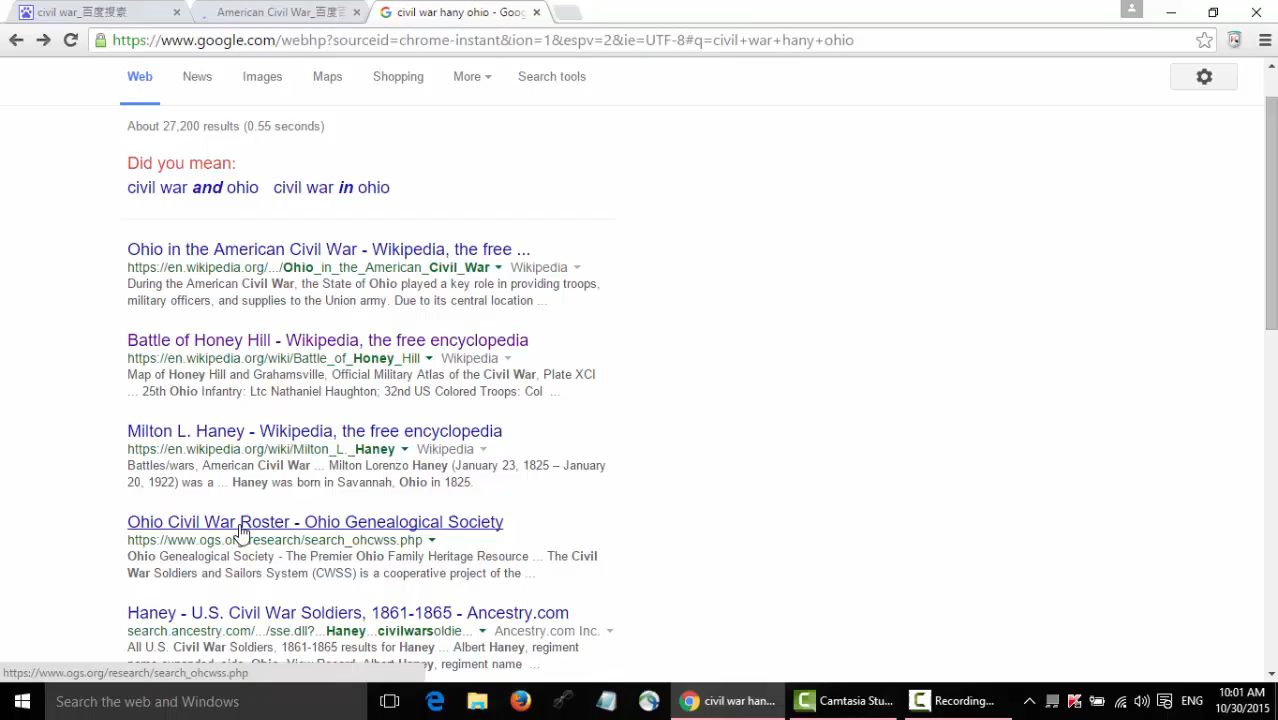 civil war_百度搜索
American Civil War_百度百
civil war hany ohio - Goog
https://www.google.com/webhp?sourceid=chrome-instant&ion=1&espv=2&ie=UTF-8#q=civil+war+hany+ohio
Web News Images Maps Shopping More Search tools
About 27,200 results (0.55 seconds)
Did you mean:
civil war and ohio civil war in ohio
Ohio in the American Civil War - Wikipedia, the free ...
https://en.wikipedia.org/.../Ohio_in_the_American_Civil_War Wikipedia
During the American Civil War, the State of Ohio played a key role in providing troops,
military officers, and supplies to the Union army. Due to its central location ...
Battle of Honey Hill - Wikipedia, the free encyclopedia
https://en.wikipedia.org/wiki/Battle_of_Honey_Hill Wikipedia
Map of Honey Hill and Grahamsville, Official Military Atlas of the Civil War, Plate XCI
... 25th Ohio Infantry: Ltc Nathaniel Haughton; 32nd US Colored Troops: Col ...
Milton L. Haney - Wikipedia, the free encyclopedia
https://en.wikipedia.org/wiki/Milton_L._Haney Wikipedia
Battles/wars, American Civil War ... Milton Lorenzo Haney (January 23, 1825 – January
20, 1922) was a ... Haney was born in Savannah, Ohio in 1825.
Ohio Civil War Roster - Ohio Genealogical Society
https://www.ogs.org/research/search_ohcwss.php
Ohio Genealogical Society - The Premier Ohio Family Heritage Resource ... The Civil
War Soldiers and Sailors System (CWSS) is a cooperative project of the ...
Haney - U.S. Civil War Soldiers, 1861-1865 - Ancestry.com
search.ancestry.com/.../sse.dll?...Haney...civilwarsoldie... Ancestry.com Inc.
All U.S. Civil War Soldiers, 1861-1865 results for Haney ... Albert Haney, regiment
name expanded, side, Ohio. View Record, Albert Haney, regiment name ...
https://www.ogs.org/research/search_ohcwss.php
Search the web and Windows
civil war han...
Camtasia Stu...
Recording...
ENG
10:01 AM
10/30/2015